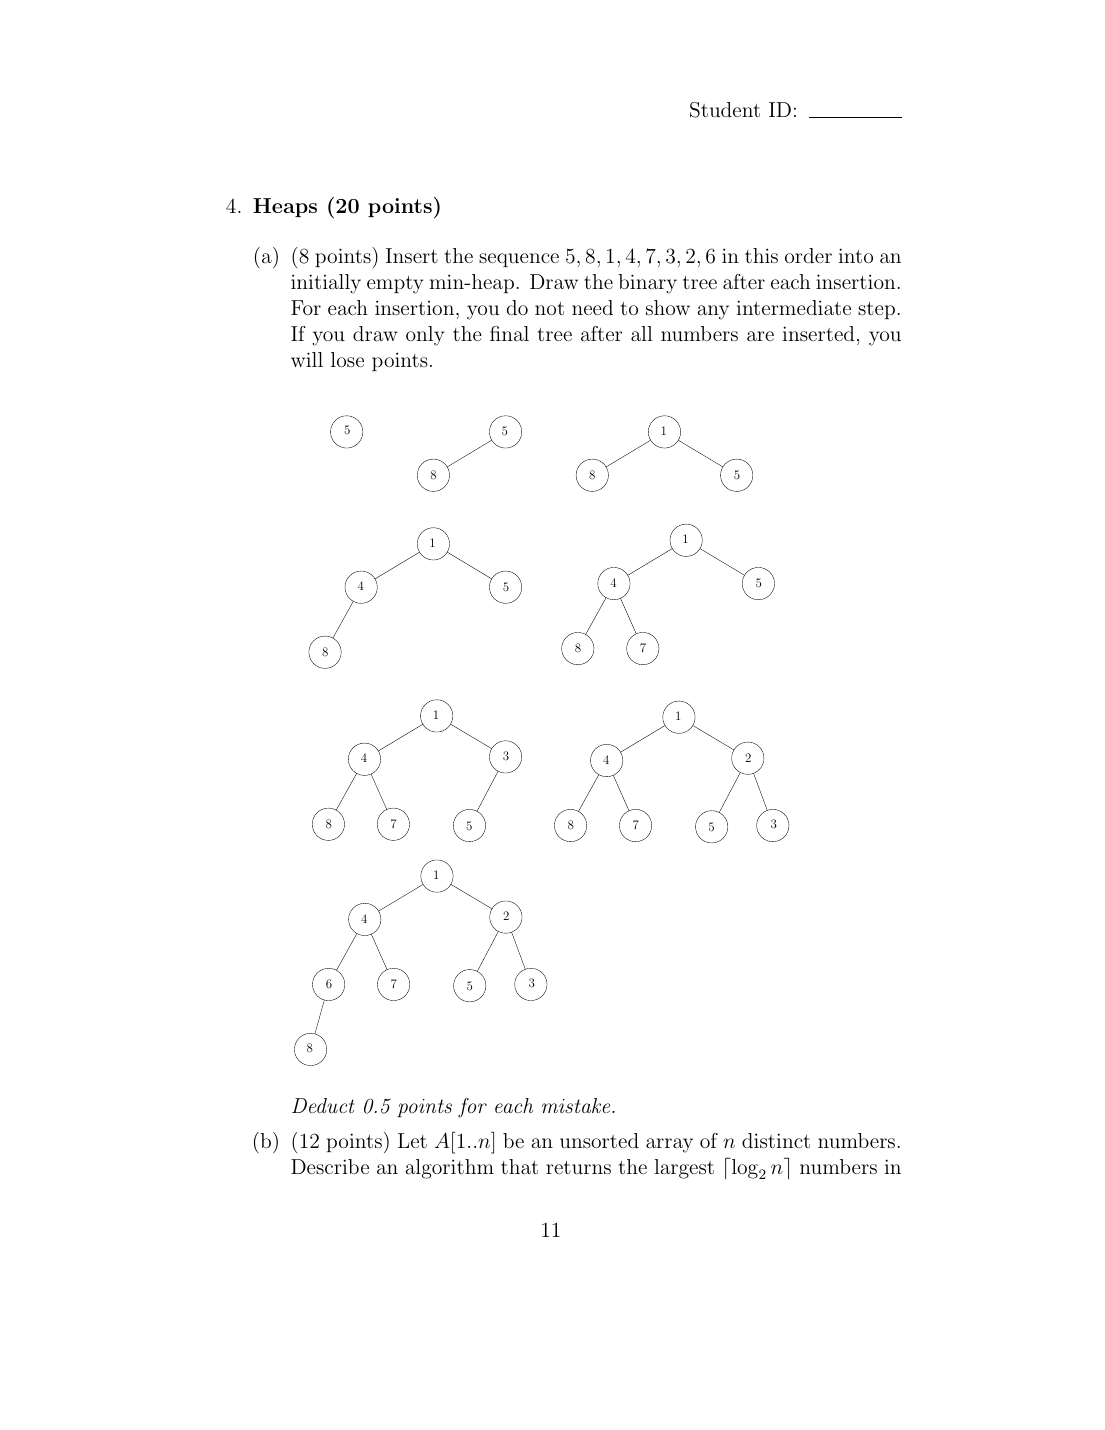 Student ID:
4. Heaps (20 points)
(a) (8 points) Insert the sequence 5, 8, 1, 4, 7, 3, 2, 6 in this order into an
initially empty min-heap. Draw the binary tree after each insertion.
For each insertion, you do not need to show any intermediate step.
If you draw only the final tree after all numbers are inserted, you
will lose points.
5 5 1
8 8 5
1 1
4 5 4 5
8 8 7
1 1
4 3 4 2
8 7 5 8 7 5 3
1
4 2
6 7 5 3
8
Deduct 0.5 points for each mistake.
(b) (12 points) Let A[1..n] be an unsorted array of n distinct numbers.
Describe an algorithm that returns the largest ⌈log₂ n⌉ numbers in
11